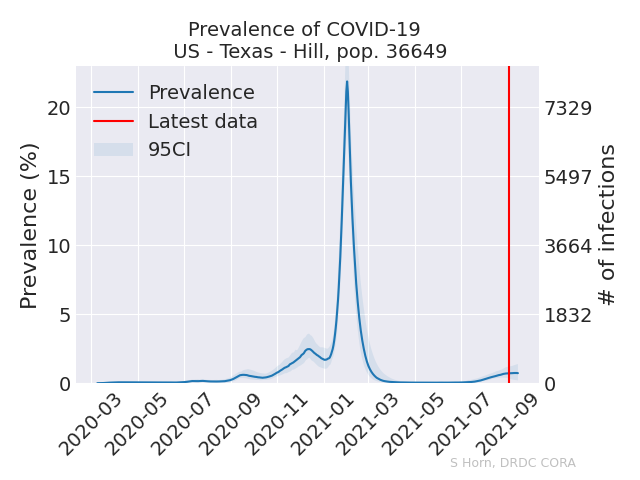 Prevalence of COVID-19
US - Texas - Hill, pop. 36649
Prevalence
Latest data
95CI
Prevalence (%)
20
15
10
5
0
# of infections
7329
5497
3664
1832
0
2020-03
2020-05
2020-07
2020-09
2020-11
2021-01
2021-03
2021-05
2021-07
2021-09
S Horn, DRDC CORA